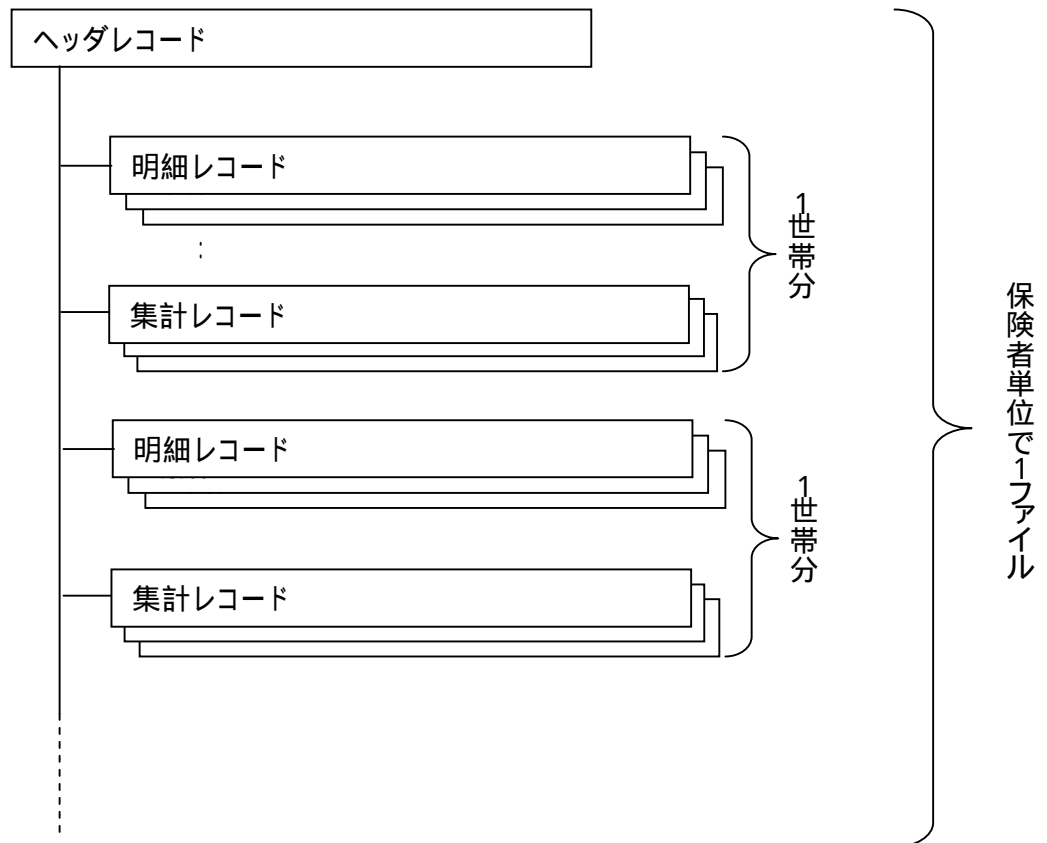 ヘッダレコード
明細レコード
:
集計レコード
1世帯分
明細レコード
集計レコード
1世帯分
保険者単位で1ファイル